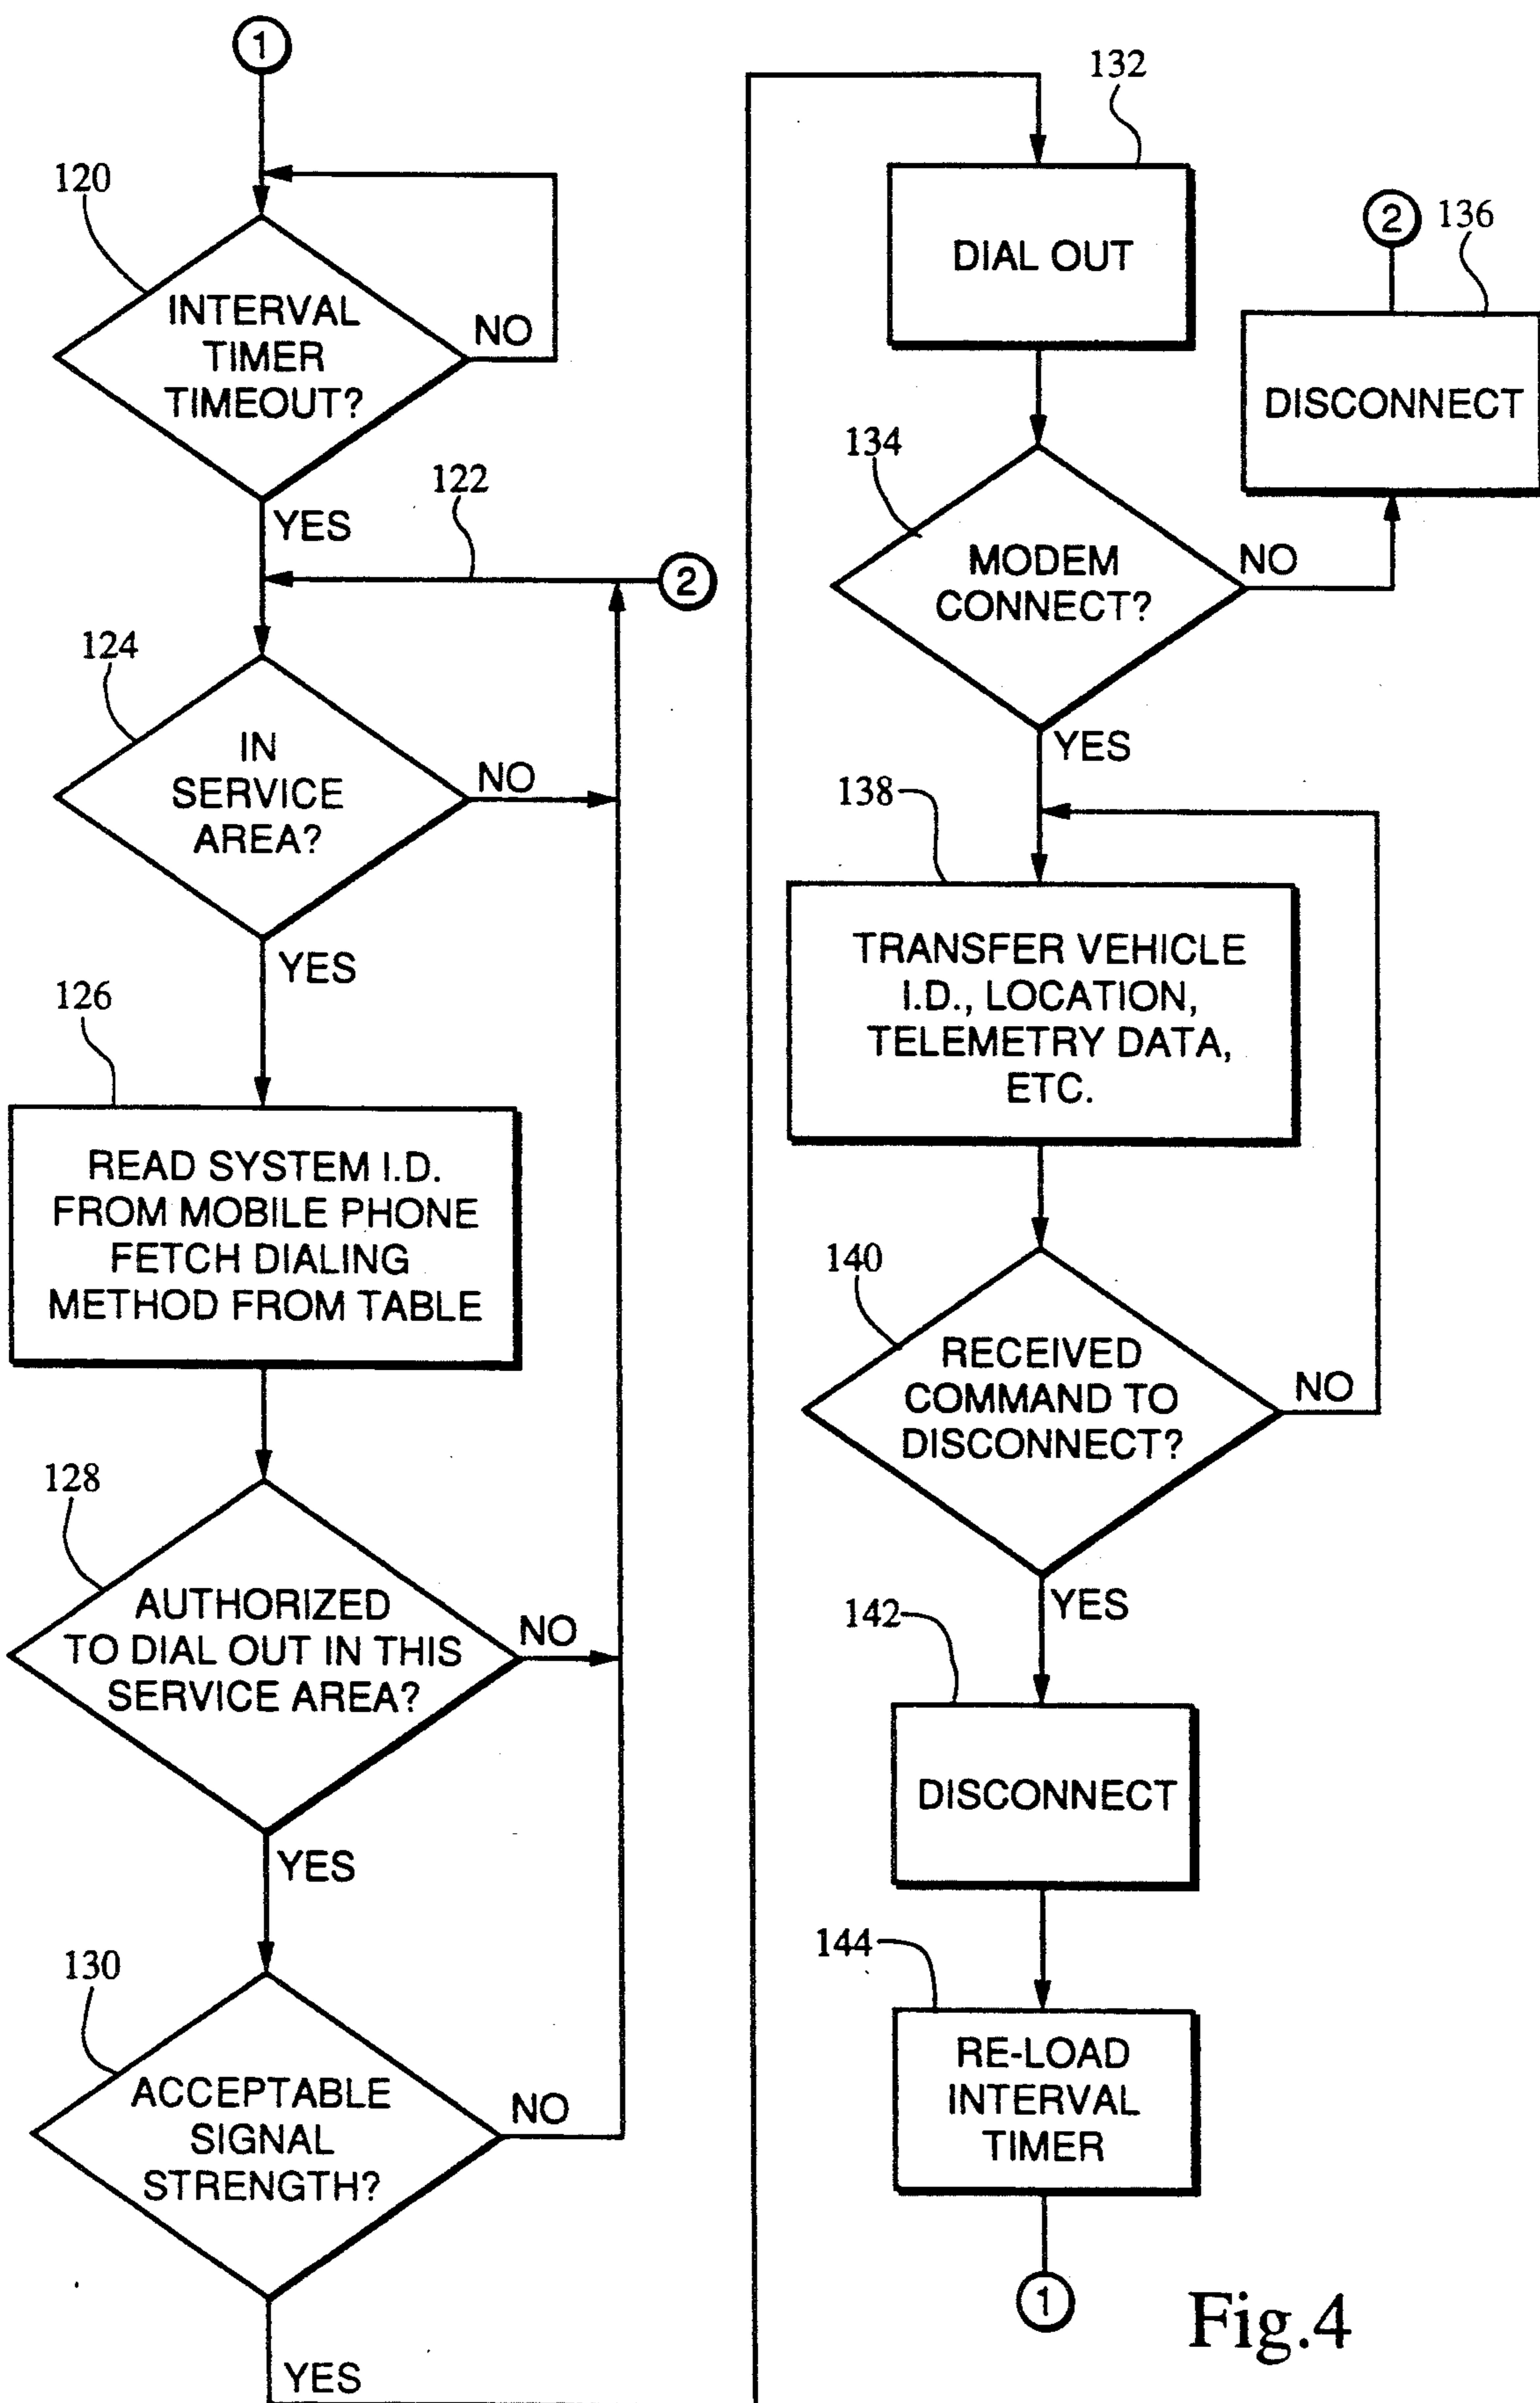 1
120
INTERVAL
TIMER
TIMEOUT?
NO
YES
122
2
124
IN
SERVICE
AREA?
NO
YES
126
READ SYSTEM I.D.
FROM MOBILE PHONE
FETCH DIALING
METHOD FROM TABLE
128
AUTHORIZED
TO DIAL OUT IN THIS
SERVICE AREA?
NO
YES
130
ACCEPTABLE
SIGNAL
STRENGTH?
NO
YES
132
DIAL OUT
2
136
DISCONNECT
134
MODEM
CONNECT?
NO
YES
138
TRANSFER VEHICLE
I.D., LOCATION,
TELEMETRY DATA,
ETC.
140
RECEIVED
COMMAND TO
DISCONNECT?
NO
YES
142
DISCONNECT
144
RE-LOAD
INTERVAL
TIMER
1
Fig.4